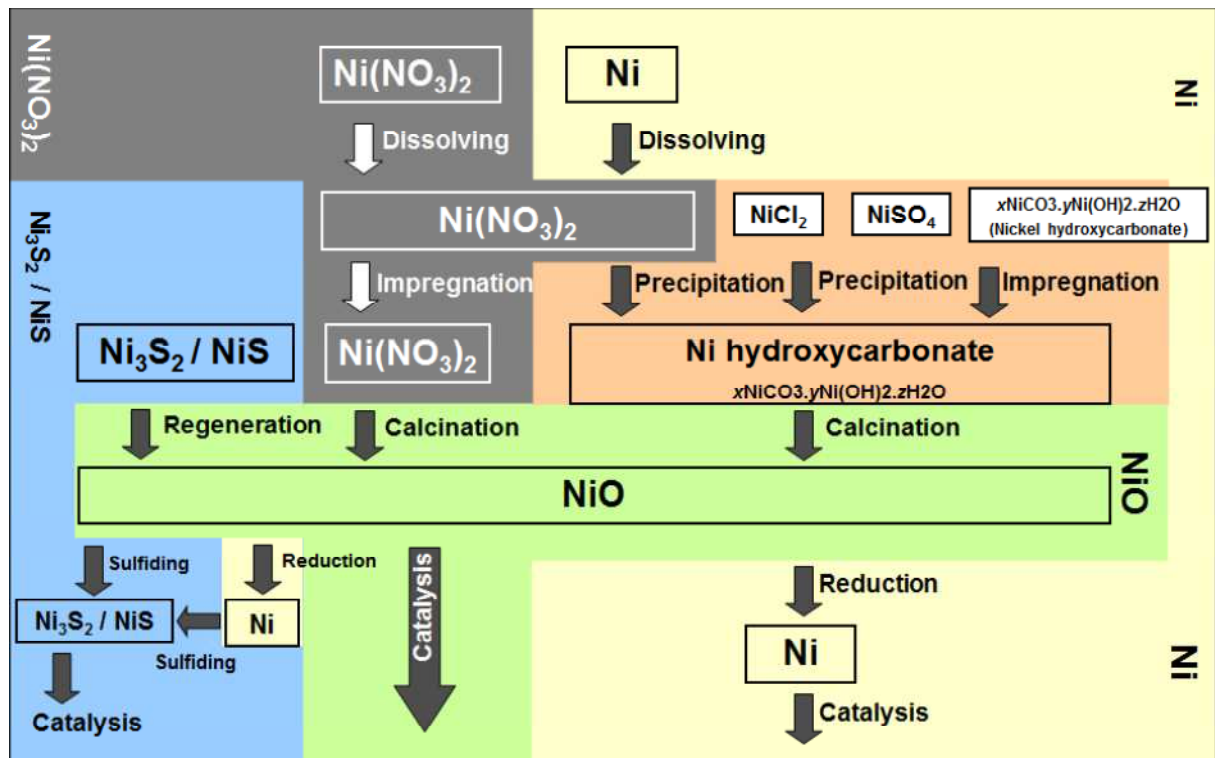 Ni(NO₃)₂
Ni(NO₃)₂
Ni
Ni
Dissolving
Dissolving
Ni₃S₂ / NiS
Ni(NO₃)₂
NiCl₂
NiSO₄
xNiCO3.yNi(OH)2.zH2O
(Nickel hydroxycarbonate)
Impregnation
Precipitation
Precipitation
Impregnation
Ni₃S₂ / NiS
Ni(NO₃)₂
Ni hydroxycarbonate
xNiCO3.yNi(OH)2.zH2O
Regeneration
Calcination
Calcination
NiO
NiO
Sulfiding
Reduction
Catalysis
Reduction
Ni₃S₂ / NiS
Ni
Sulfiding
Ni
Ni
Catalysis
Catalysis